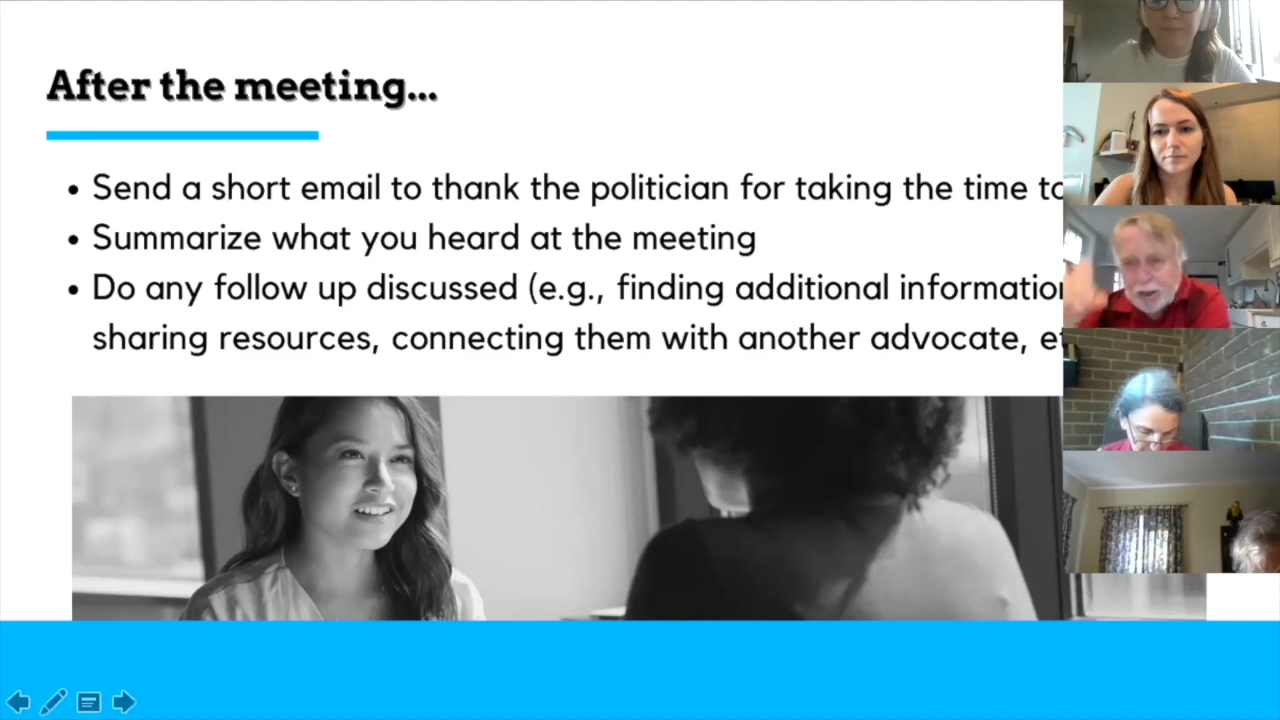 After the meeting...
• Send a short email to thank the politician for taking the time to
• Summarize what you heard at the meeting
• Do any follow up discussed (e.g., finding additional information
sharing resources, connecting them with another advocate,